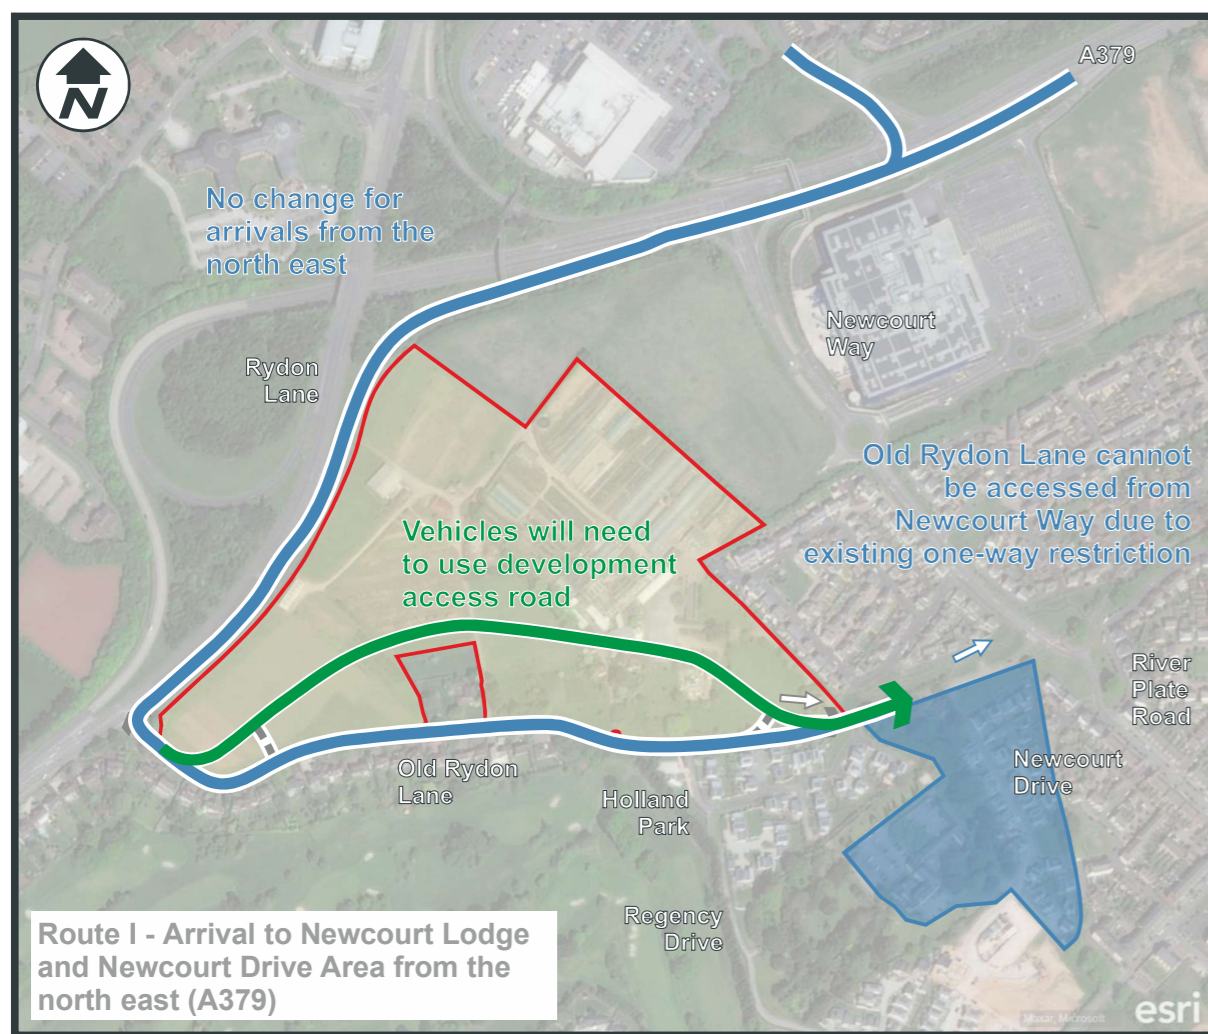 N
A379
No change for
arrivals from the
north east
Newcourt
Way
Rydon
Lane
Old Rydon Lane cannot
be accessed from
Newcourt Way due to
existing one-way restriction
Vehicles will need
to use development
access road
River
Plate
Road
Old Rydon
Lane
Newcourt
Drive
Holland
Park
Regency
Drive
Route I - Arrival to Newcourt Lodge
and Newcourt Drive Area from the
north east (A379)
Maxar, Microsoft
esri